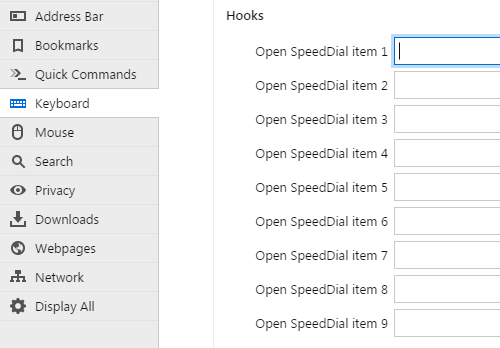 Address Bar
Bookmarks
Quick Commands
Keyboard
Mouse
Search
Privacy
Downloads
Webpages
Network
Display All
Hooks
Open SpeedDial item 1
Open SpeedDial item 2
Open SpeedDial item 3
Open SpeedDial item 4
Open SpeedDial item 5
Open SpeedDial item 6
Open SpeedDial item 7
Open SpeedDial item 8
Open SpeedDial item 9